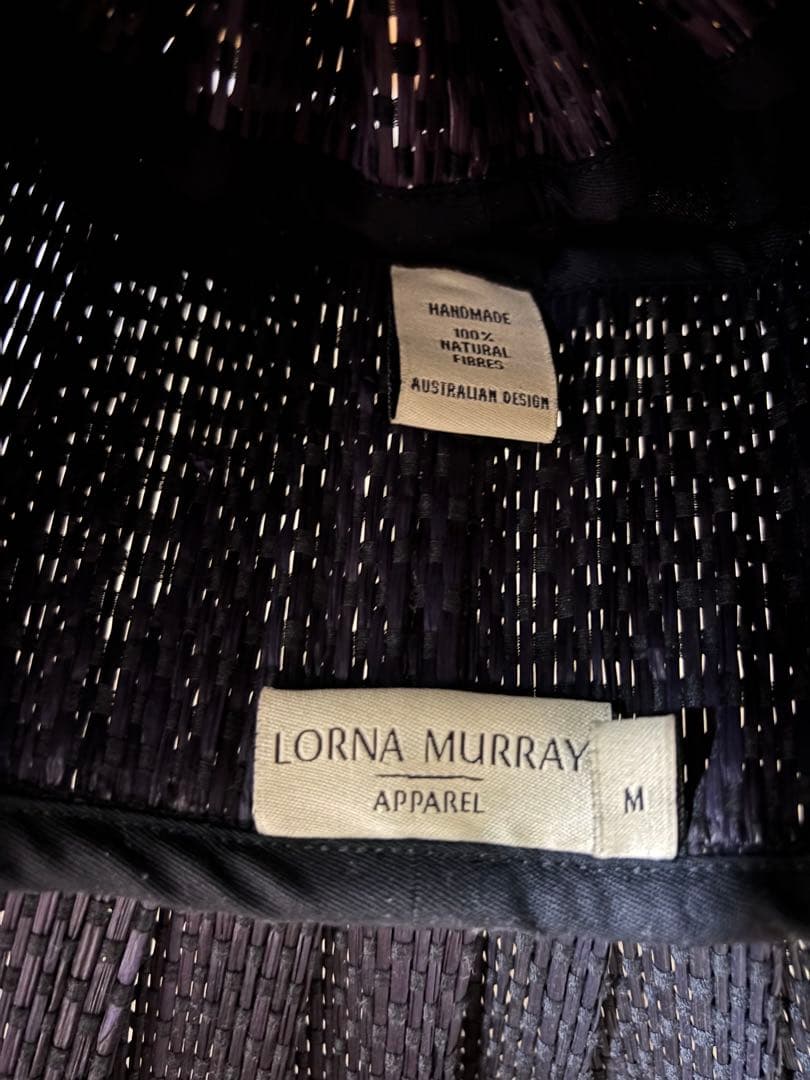 HANDMADE
100%
NATURAL
FIBRES
AUSTRALIAN DESIGN
LORNA MURRAY
APPAREL
M